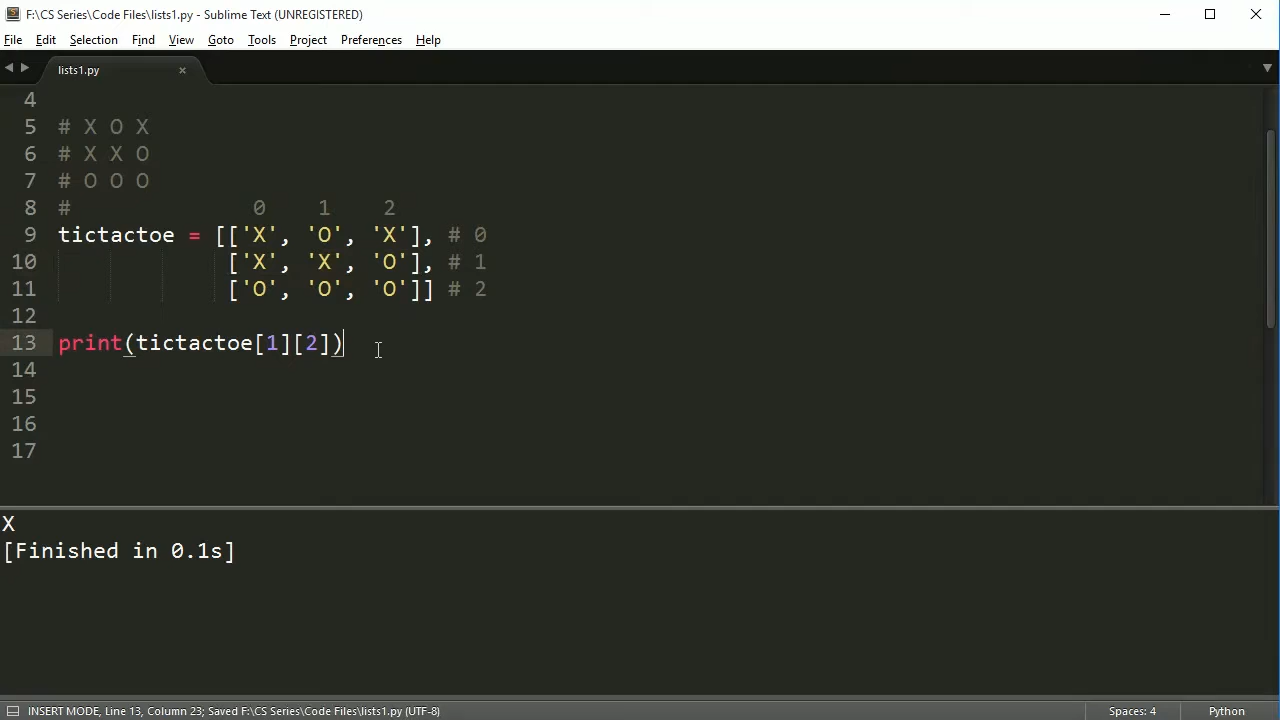 F:\CS Series\Code Files\lists1.py - Sublime Text (UNREGISTERED)
File Edit Selection Find View Goto Tools Project Preferences Help
lists1.py ×
4
5 # X O X
6 # X X O
7 # O O O
8 # 0 1 2
9 tictactoe = [['X', 'O', 'X'], # 0
10 ['X', 'X', 'O'], # 1
11 ['O', 'O', 'O']] # 2
12
13 print(tictactoe[1][2])
14
15
16
17
X
[Finished in 0.1s]
INSERT MODE, Line 13, Column 23; Saved F:\CS Series\Code Files\lists1.py (UTF-8) Spaces: 4 Python